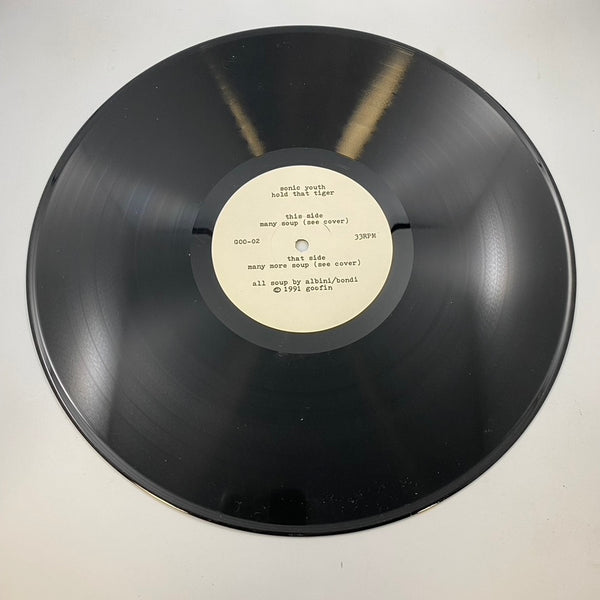 sonic youth
hold that tiger
this side
many soup (see cover)
GOO-02 33RPM
that side
many more soup (see cover)
all soup by albini/bondi
℗ 1991 goofin